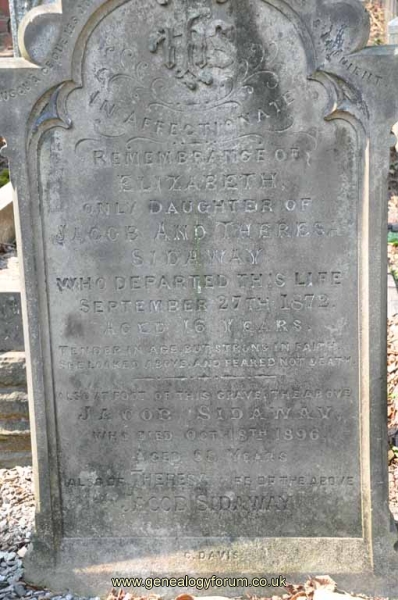 IHS
IN AFFECTIONATE
REMEMBRANCE OF
ELIZABETH,
ONLY DAUGHTER OF
JACOB AND THERESA
SIDAWAY
WHO DEPARTED THIS LIFE
SEPTEMBER 27TH 1872
AGED 16 YEARS.
TENDER IN AGE, BUT STRONG IN FAITH
SHE LOOKED ABOVE, AND FEARED NOT DEATH
ALSO AT FOOT OF THIS GRAVE, THE ABOVE
JACOB SIDAWAY,
WHO DIED OCT 18TH 1896
AGED YEARS
ALSO OF THERESA WIFE OF THE ABOVE
JACOB SIDAWAY
C. DAVIS
www.genealogyforum.co.uk